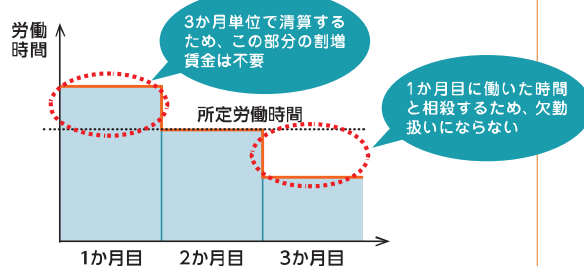 労働
時間
3か月単位で清算する
ため、この部分の割増
賃金は不要
1か月目に働いた時間
と相殺するため、欠勤
扱いにならない
所定労働時間
1か月目
2か月目
3か月目